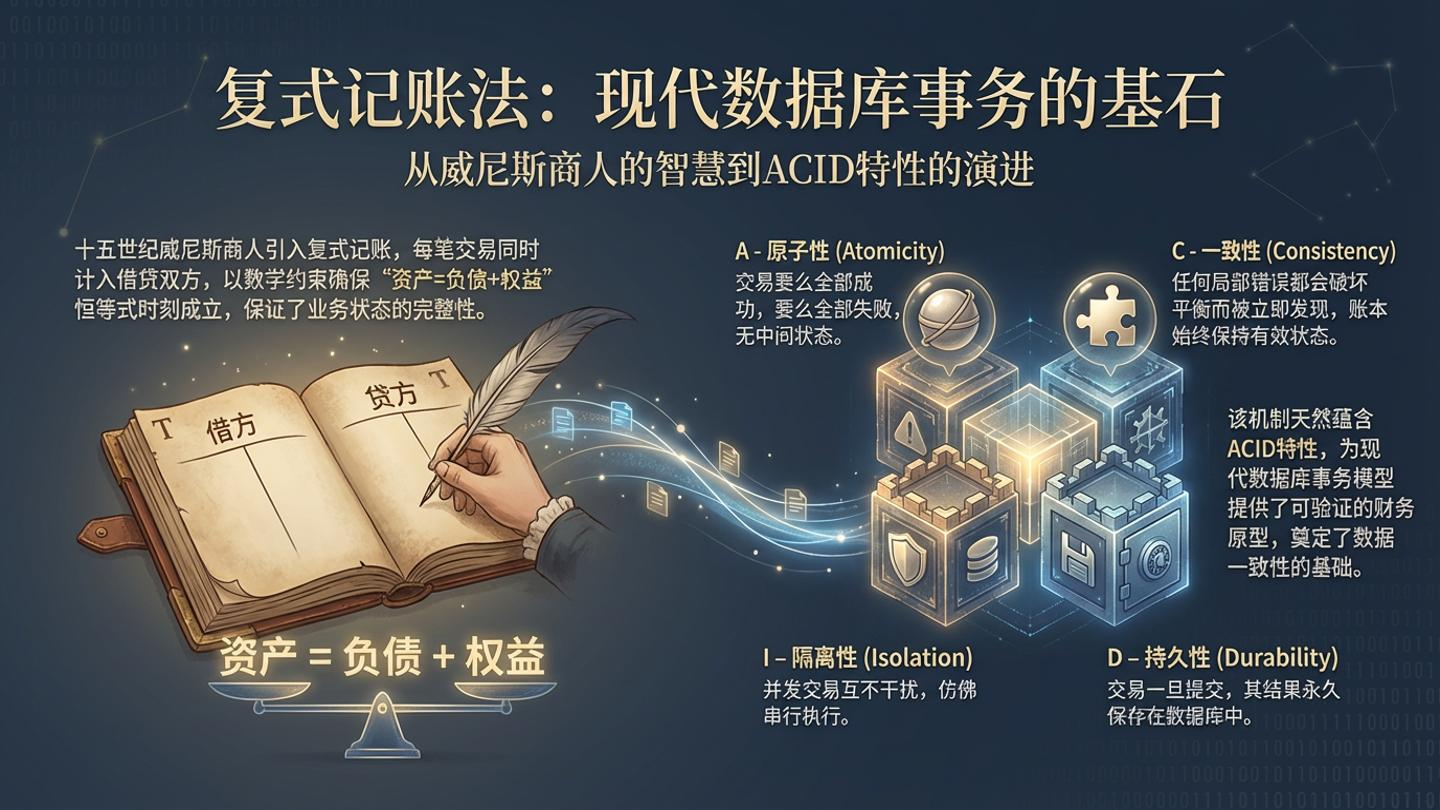 复式记账法：现代数据库事务的基石
从威尼斯商人的智慧到ACID特性的演进
十五世纪威尼斯商人引入复式记账，每笔交易同时
计入借贷双方，以数学约束确保“资产=负债+权益”
恒等式时刻成立，保证了业务状态的完整性。
T
借方
贷方
T
资产 = 负债 + 权益
A - 原子性 (Atomicity)
交易要么全部成
功，要么全部失败，
无中间状态。
C - 一致性 (Consistency)
任何局部错误都会破坏
平衡而被立即发现，账本
始终保持有效状态。
该机制天然蕴含
ACID特性，为现
代数据库事务模型
提供了可验证的财务
原型，奠定了数据
一致性的基础。
I – 隔离性 (Isolation)
并发交易互不干扰，仿佛
串行执行。
D – 持久性 (Durability)
交易一旦提交，其结果永久
保存在数据库中。